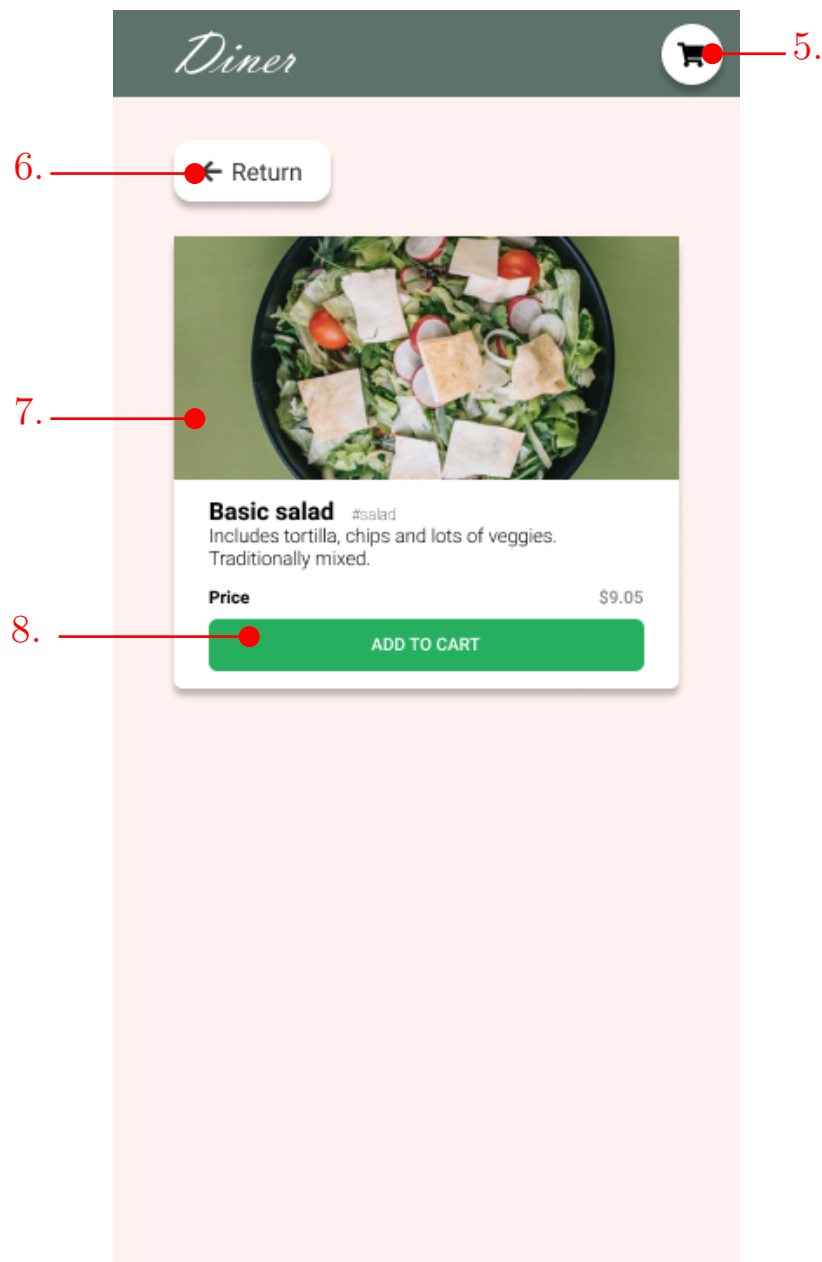 Diner
5.
6.
Return
7.
Basic salad #salad
Includes tortilla, chips and lots of veggies.
Traditionally mixed.
Price $9.05
8.
ADD TO CART